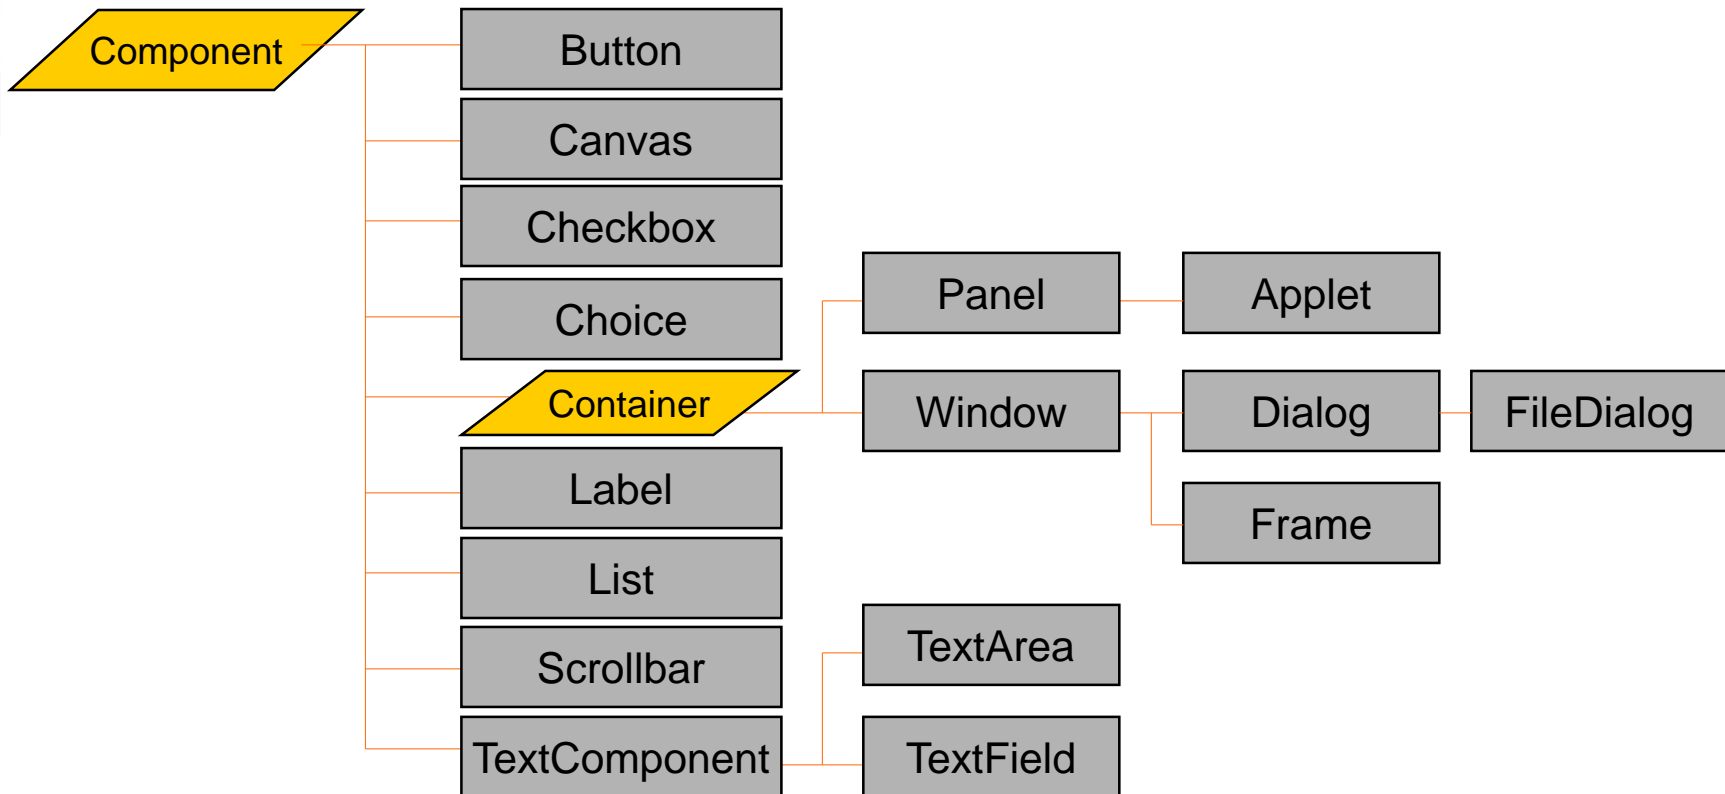 Component
Button
Canvas
Checkbox
Choice
Panel
Applet
Container
Window
Dialog
FileDialog
Label
Frame
List
TextArea
Scrollbar
TextComponent
TextField